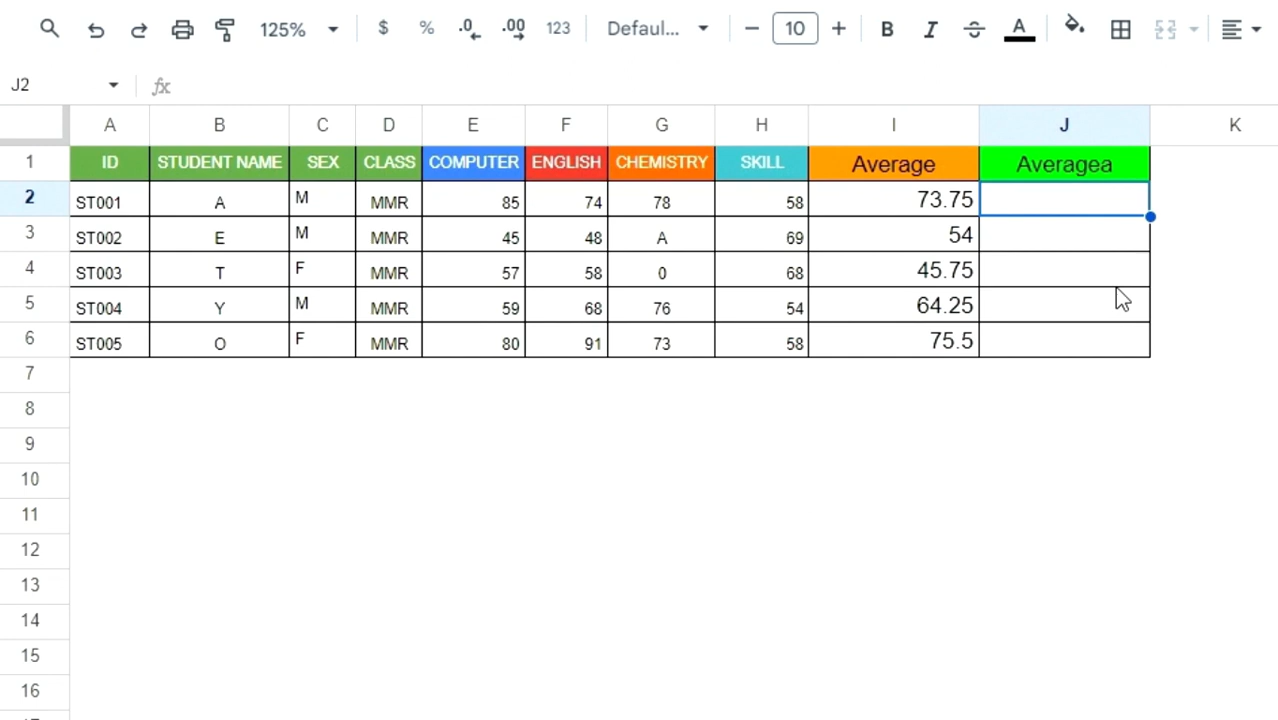 125% $ % .0 .00 123 Defaul... 10 B I A
J2 fx
A B C D E F G H I J K
1 ID STUDENT NAME SEX CLASS COMPUTER ENGLISH CHEMISTRY SKILL Average Averagea
2 ST001 A M MMR 85 74 78 58 73.75
3 ST002 E M MMR 45 48 A 69 54
4 ST003 T F MMR 57 58 0 68 45.75
5 ST004 Y M MMR 59 68 76 54 64.25
6 ST005 O F MMR 80 91 73 58 75.5
7
8
9
10
11
12
13
14
15
16